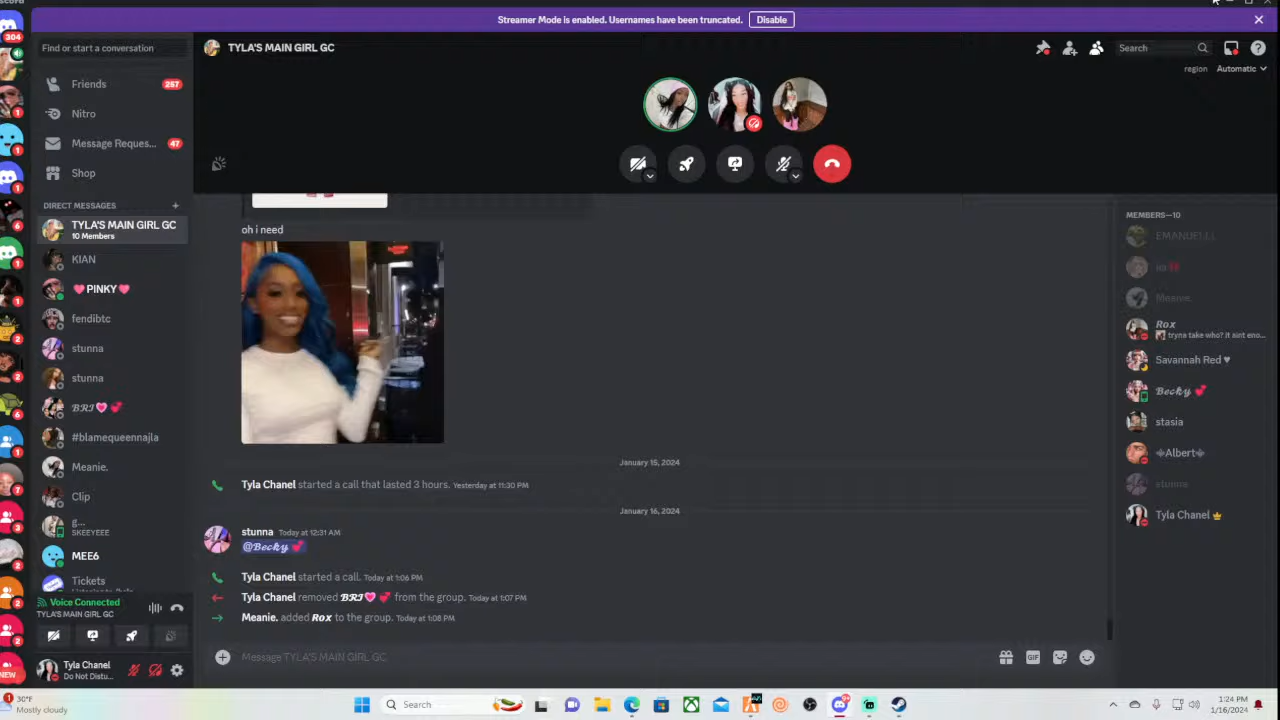 Streamer Mode is enabled. Usernames have been truncated. Disable
304
Find or start a conversation
TYLA'S MAIN GIRL GC
Search
region Automatic
Friends 257
Nitro
Message Reques... 47
Shop
DIRECT MESSAGES
TYLA'S MAIN GIRL GC
10 Members
KIAN
PINKY
fendibtc
stunna
stunna
BRI
#blamequeennajla
Meanie.
Clip
g...
SKEEYEEE
MEE6
Tickets
Voice Connected
TYLA'S MAIN GIRL GC
Tyla Chanel
Do Not Distu...
NEW
oh i need
January 15, 2024
Tyla Chanel started a call that lasted 3 hours. Yesterday at 11:30 PM
January 16, 2024
stunna Today at 12:31 AM
@Becky
Tyla Chanel started a call. Today at 1:06 PM
Tyla Chanel removed BRI from the group. Today at 1:07 PM
Meanie. added Rox to the group. Today at 1:08 PM
Message TYLA'S MAIN GIRL GC
GIF
MEMBERS—10
Meanie.
Rox
tryna take who? it aint eno...
Savannah Red ♥
Becky
stasia
Albert
stunna
Tyla Chanel
30°F
Mostly cloudy
Search
1:24 PM
1/16/2024